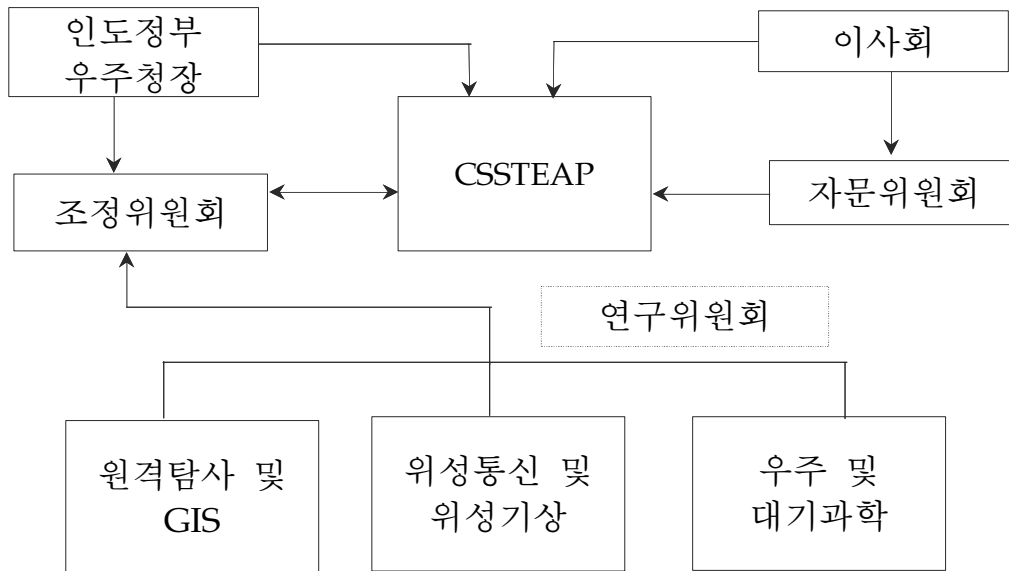 인도정부
우주청장
이사회
CSSTEAP
조정위원회
자문위원회
연구위원회
원격탐사 및
GIS
위성통신 및
위성기상
우주 및
대기과학